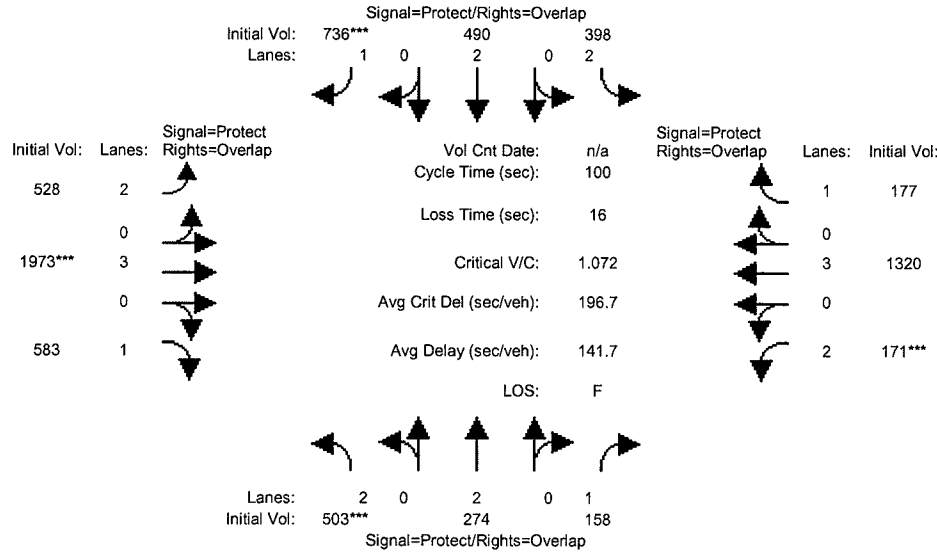 Signal=Protect/Rights=Overlap
Initial Vol: 736*** 490 398
Lanes: 1 0 2 0 2
Signal=Protect
Initial Vol: Lanes: Rights=Overlap
Vol Cnt Date: n/a
Signal=Protect
Rights=Overlap Lanes: Initial Vol:
Cycle Time (sec): 100
528 2
1 177
Loss Time (sec): 16
0
0
1973*** 3
Critical V/C: 1.072
3 1320
0
Avg Crit Del (sec/veh): 196.7
0
583 1
Avg Delay (sec/veh): 141.7
2 171***
LOS: F
Lanes: 2 0 2 0 1
Initial Vol: 503*** 274 158
Signal=Protect/Rights=Overlap